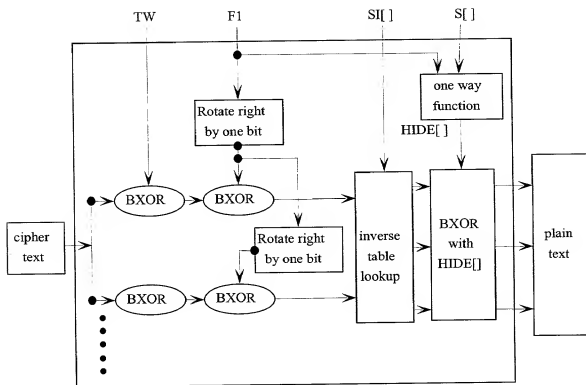 TW F1 SI[ ] S[ ]
one way
function
Rotate right
by one bit
HIDE[ ]
BXOR BXOR
cipher
text
Rotate right
by one bit
inverse
table
lookup
BXOR
with
HIDE[]
plain
text
BXOR BXOR